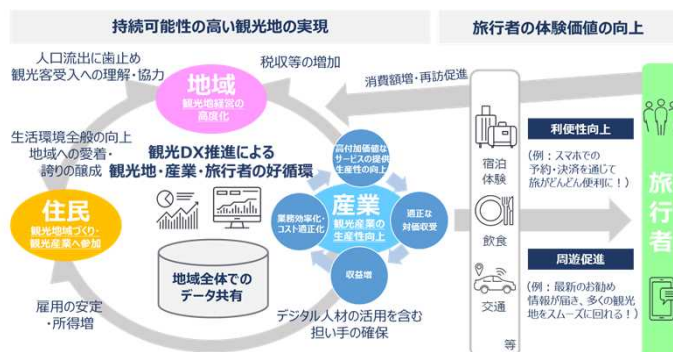 持続可能性の高い観光地の実現
旅行者の体験価値の向上
人口流出に歯止め
観光客受入への理解・協力
地域
観光地経営の
高度化
税収等の増加
消費額増・再訪促進
生活環境全般の向上
地域への愛着・
誇りの醸成
観光DX推進による
観光地・産業・旅行者の好循環
高付加価値な
サービスの提供
生産性の向上
住民
観光地域づくり・
観光産業へ参加
業務効率化・
コスト適正化
産業
観光産業の
生産性向上
適正な
対価収受
収益増
地域全体での
データ共有
雇用の安定
・所得増
デジタル人材の活用を含む
担い手の確保
宿泊
体験
飲食
交通
等
利便性向上
(例：スマホでの
予約・決済を通じて
旅がどんどん便利に！)
周遊促進
(例：最新のお勧め
情報が届き、多くの観光
地をスムーズに回れる！)
旅行者